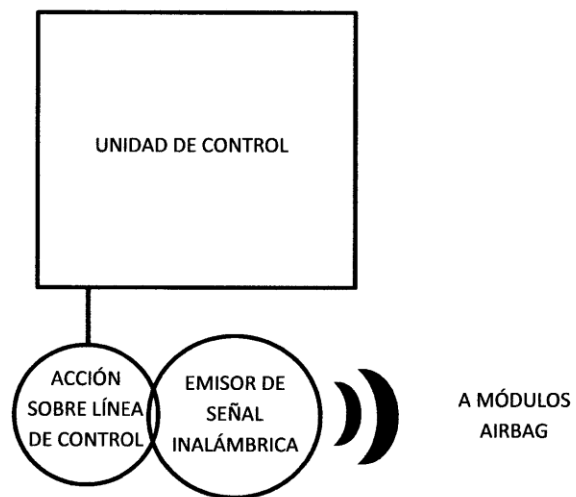 UNIDAD DE CONTROL
ACCIÓN
SOBRE LÍNEA
DE CONTROL
EMISOR DE
SEÑAL
INALÁMBRICA
A MÓDULOS
AIRBAG